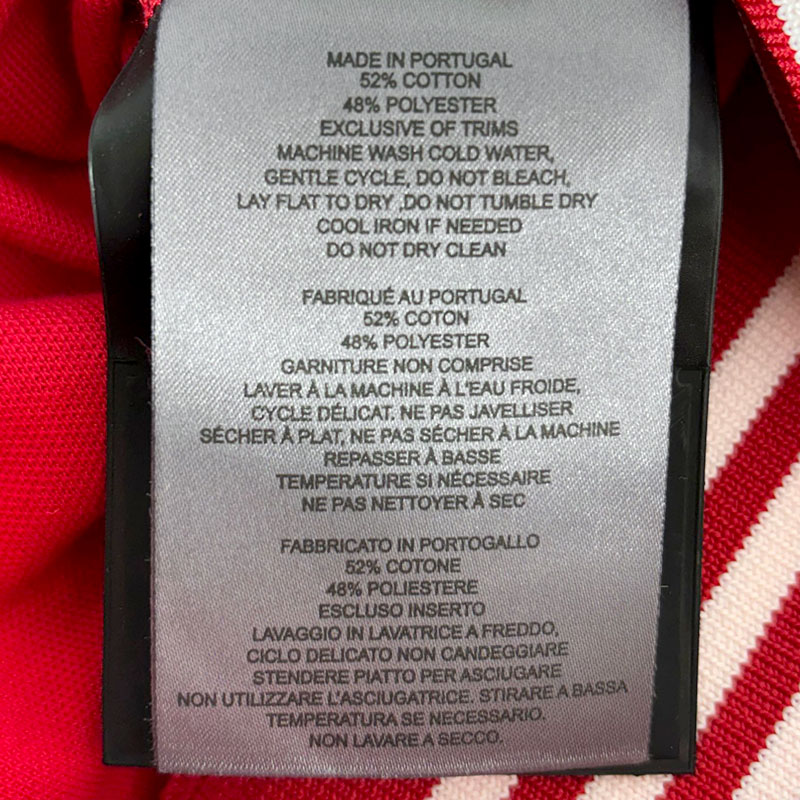 MADE IN PORTUGAL
52% COTTON
48% POLYESTER
EXCLUSIVE OF TRIMS
MACHINE WASH COLD WATER,
GENTLE CYCLE, DO NOT BLEACH,
LAY FLAT TO DRY ,DO NOT TUMBLE DRY
COOL IRON IF NEEDED
DO NOT DRY CLEAN
FABRIQUÉ AU PORTUGAL
52% COTON
48% POLYESTER
GARNITURE NON COMPRISE
LAVER À LA MACHINE À L'EAU FROIDE,
CYCLE DÉLICAT. NE PAS JAVELLISER
SÉCHER À PLAT, NE PAS SÉCHER À LA MACHINE
REPASSER À BASSE
TEMPERATURE SI NÉCESSAIRE
NE PAS NETTOYER À SEC
FABBRICATO IN PORTOGALLO
52% COTONE
48% POLIESTERE
ESCLUSO INSERTO
LAVAGGIO IN LAVATRICE A FREDDO,
CICLO DELICATO NON CANDEGGIARE
STENDERE PIATTO PER ASCIUGARE
NON UTILIZZARE L'ASCIUGATRICE. STIRARE A BASSA
TEMPERATURA SE NECESSARIO.
NON LAVARE A SECCO.